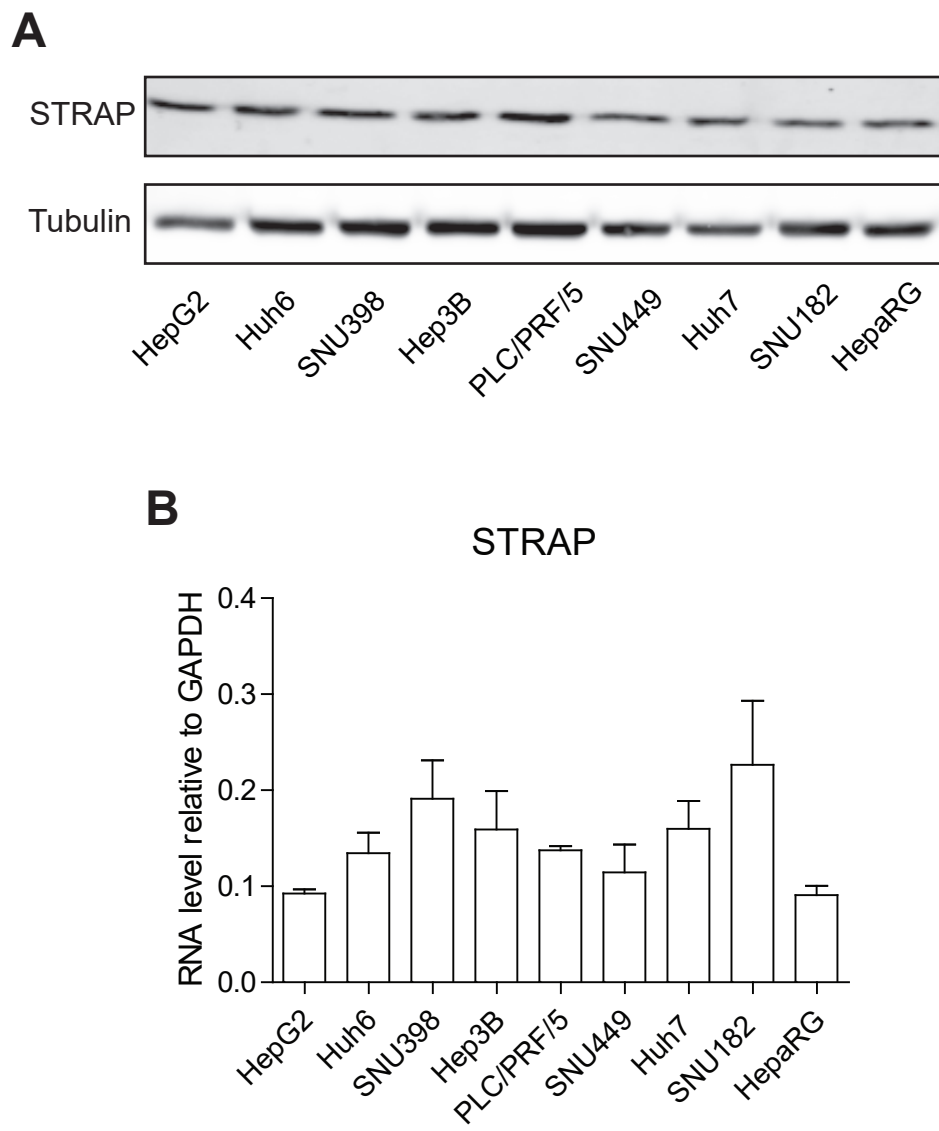 A
STRAP
Tubulin
HepG2 Huh6 SNU398 Hep3B PLC/PRF/5 SNU449 Huh7 SNU182 HepaRG
B
STRAP
RNA level relative to GAPDH
0.4
0.3
0.2
0.1
0.0
HepG2 Huh6 SNU398 Hep3B PLC/PRF/5 SNU449 Huh7 SNU182 HepaRG